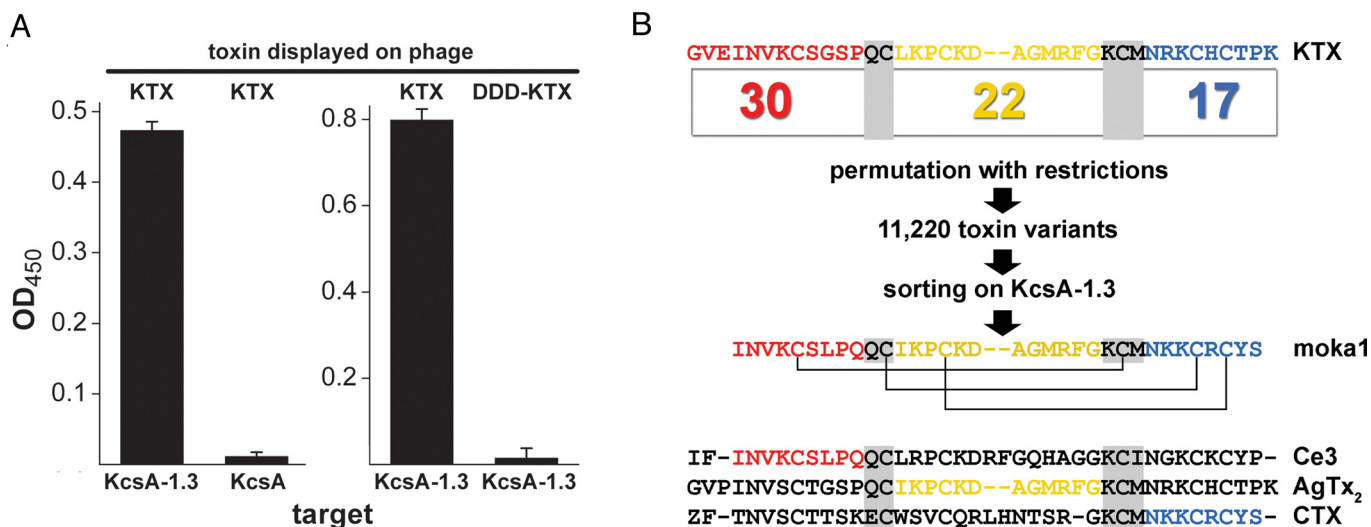 A
toxin displayed on phage
KTX KTX KTX DDD-KTX
0.5
0.4
0.3
0.2
0.1
0.8
0.6
0.4
0.2
OD450
KcsA-1.3 KcsA KcsA-1.3 KcsA-1.3
target
B
GVEINVKCSGSPQCLKPCKD--AGMRFGKCMNRKCHCTPK KTX
30 22 17
permutation with restrictions
11,220 toxin variants
sorting on KcsA-1.3
INVKCSLPQQCIKPCKD--AGMRFGKCMNKKCRCYS moka1
IF-INVKCSLPQQCLRPCKDRFGQHAGGKCINGKCKCYP- Ce3
GVPINVSCTGSPQCIKPCKD--AGMRFGKCMNRKCHCTPK AgTx2
ZF-TNVSCTTSKECWSVCQRLHNTSR-GKCMNKKCRCYS- CTX